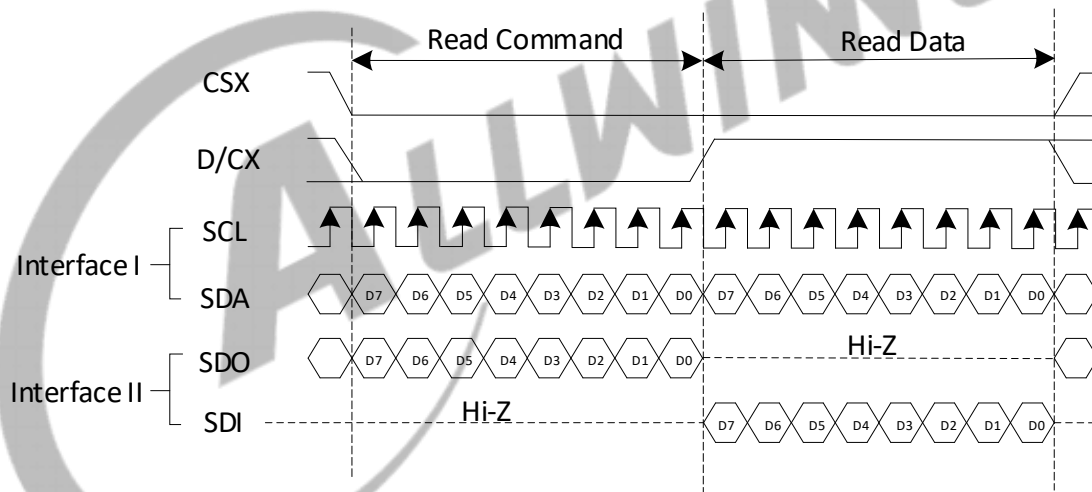 Read Command
Read Data
CSX
D/CX
SCL
Interface I
SDA
D7 D6 D5 D4 D3 D2 D1 D0 D7 D6 D5 D4 D3 D2 D1 D0
SDO
D7 D6 D5 D4 D3 D2 D1 D0
Hi-Z
Interface II
SDI
Hi-Z
D7 D6 D5 D4 D3 D2 D1 D0
ALLWIN